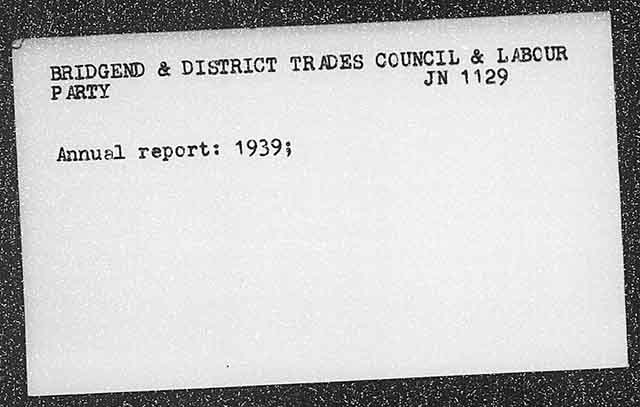 BRIDGEND & DISTRICT TRADES COUNCIL & LABOUR
PARTY JN 1129
Annual report: 1939;